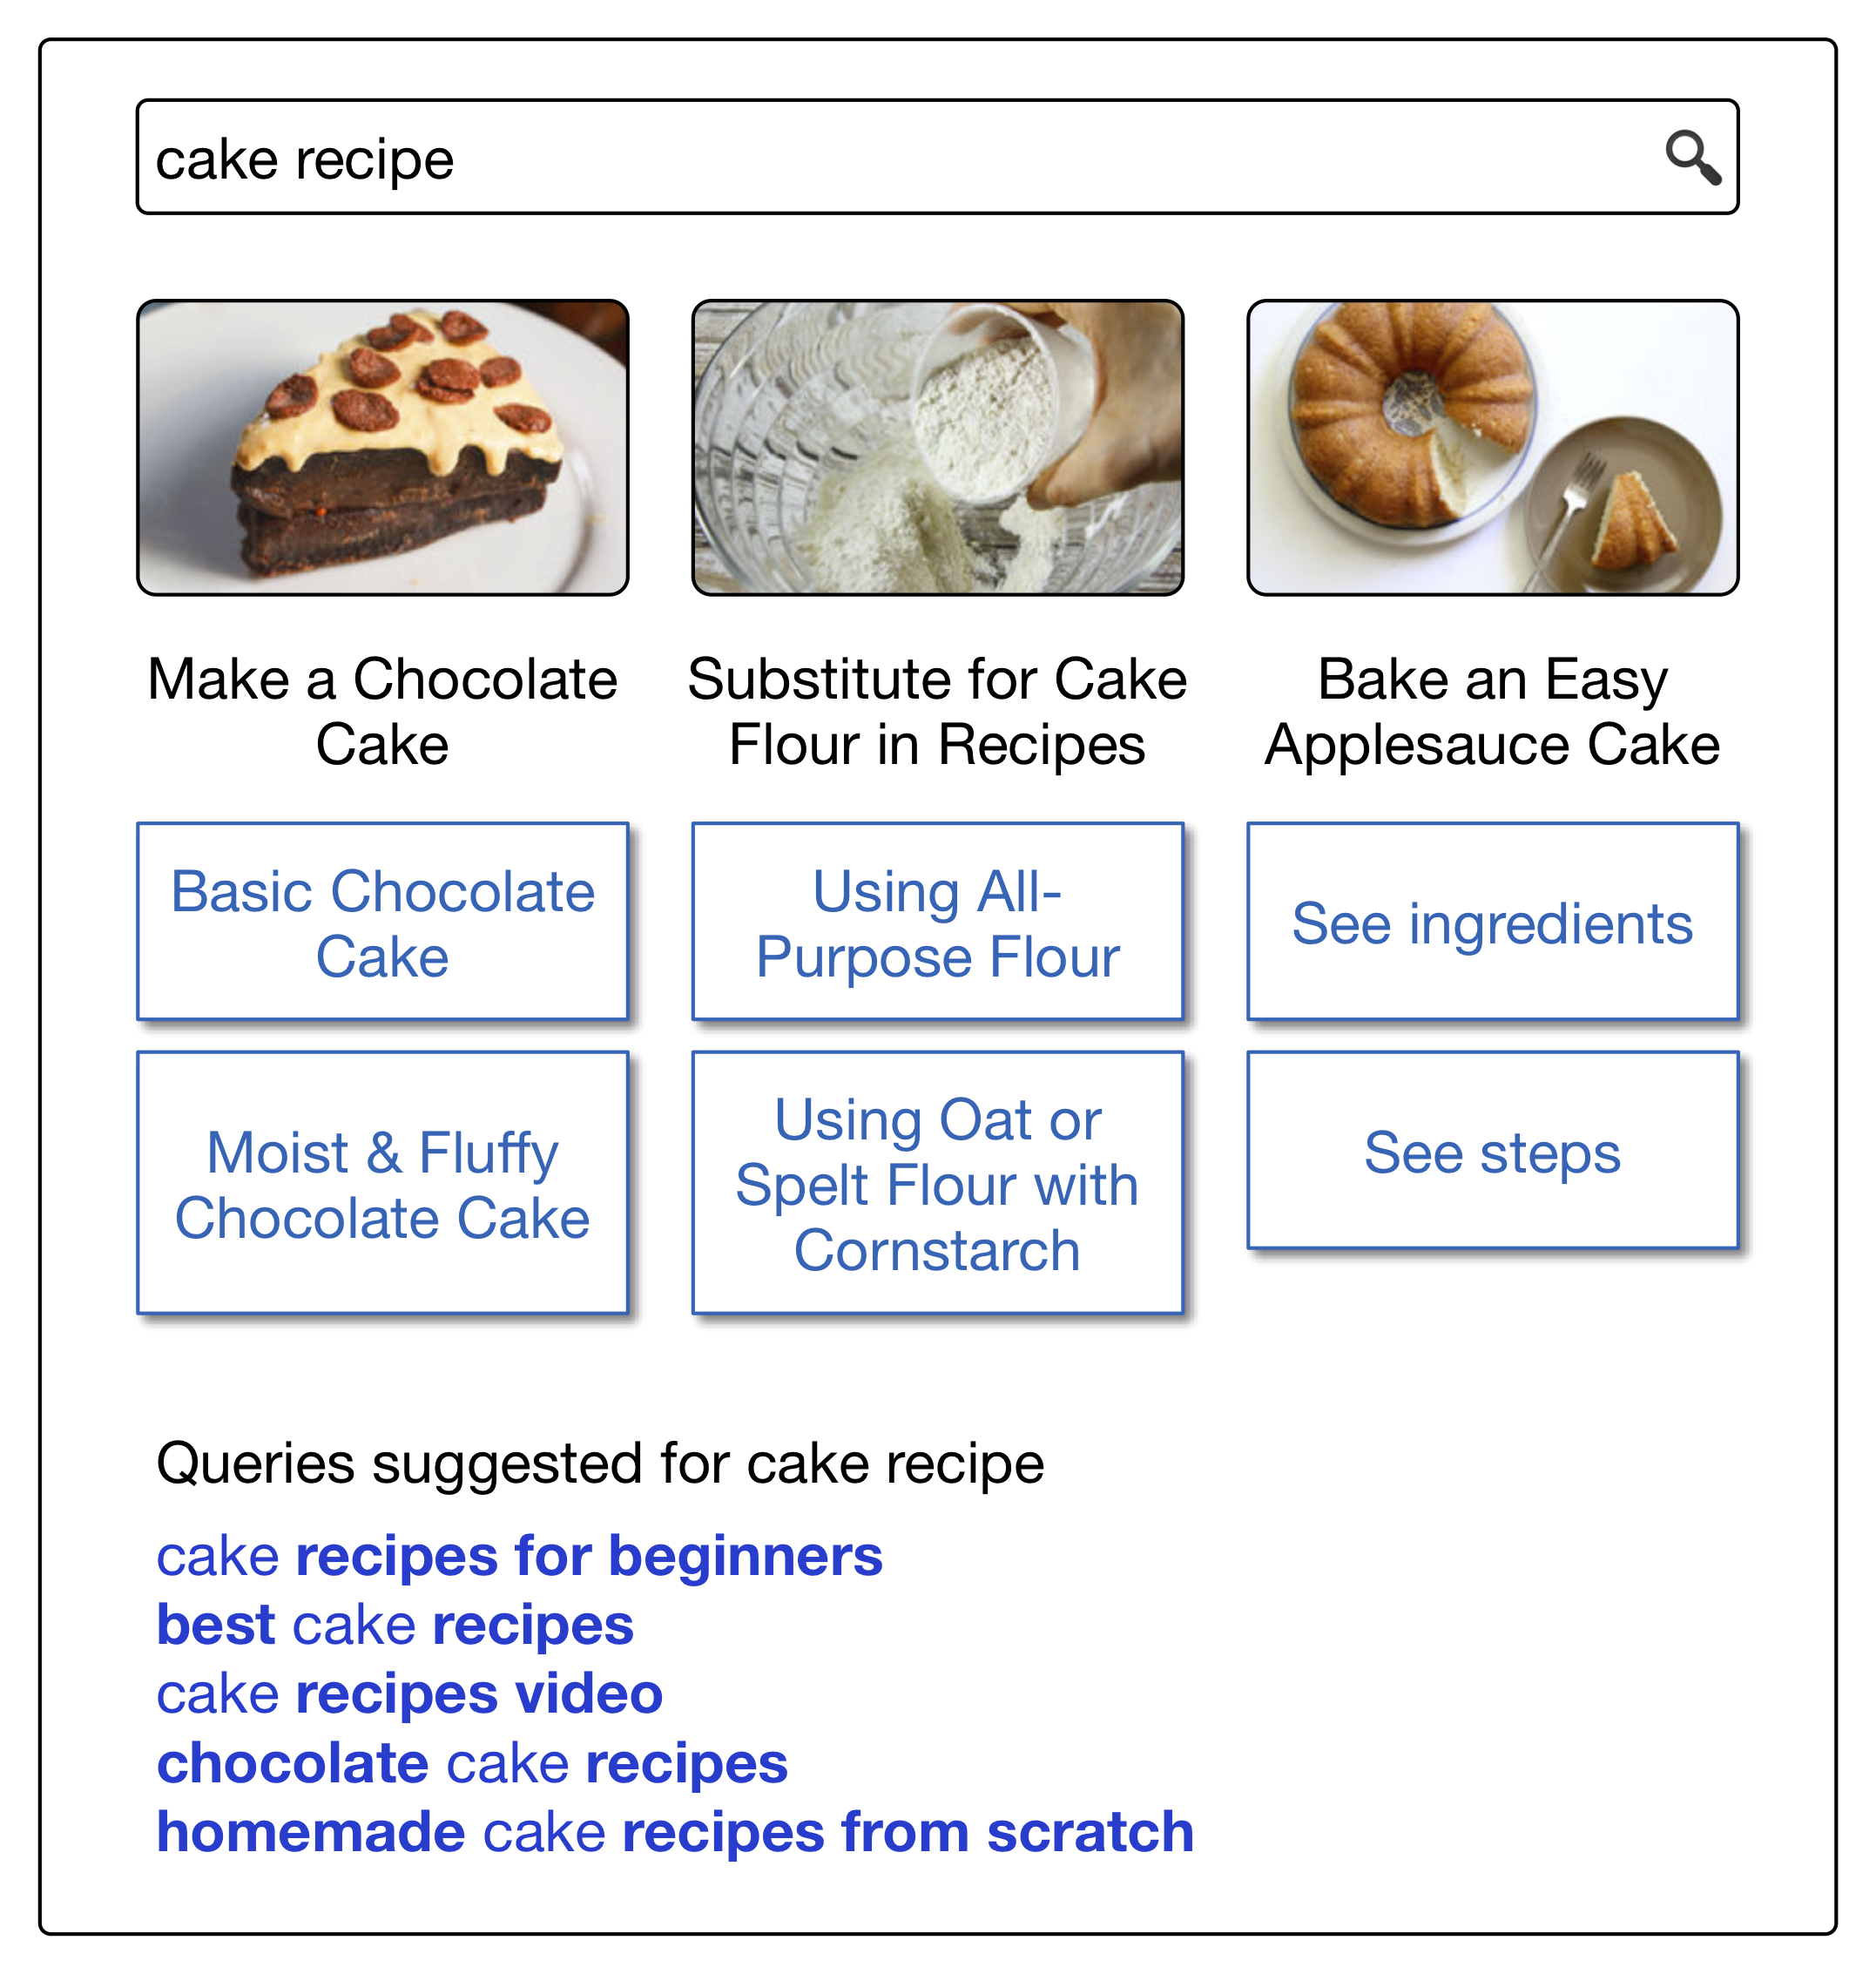 cake recipe
Make a Chocolate
Cake
Substitute for Cake
Flour in Recipes
Bake an Easy
Applesauce Cake
Basic Chocolate
Cake
Using All-
Purpose Flour
See ingredients
Moist & Fluffy
Chocolate Cake
Using Oat or
Spelt Flour with
Cornstarch
See steps
Queries suggested for cake recipe
cake recipes for beginners
best cake recipes
cake recipes video
chocolate cake recipes
homemade cake recipes from scratch